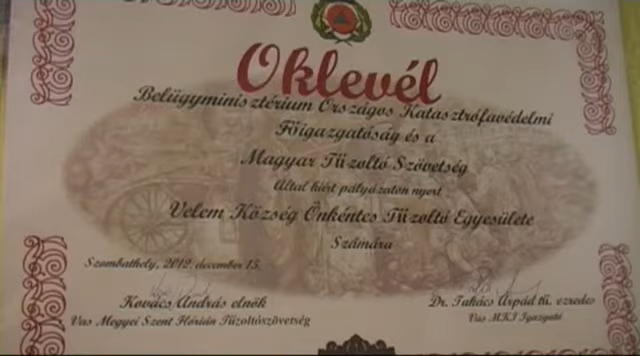 Oklevél
Belügyminisztérium Országos Katasztrófavédelmi
Főigazgatóság és a
Magyar Tűzoltó Szövetség
Által kiírt pályázaton nyert
Velem Község Önkéntes Tűzoltó Egyesülete
Számára
Szombathely, 2012. december 15.
Kovács András elnök
Vas Megyei Szent Flórián Tűzoltószövetség
Dr. Takács Árpád tű. ezredes
Vas MKI Igazgató